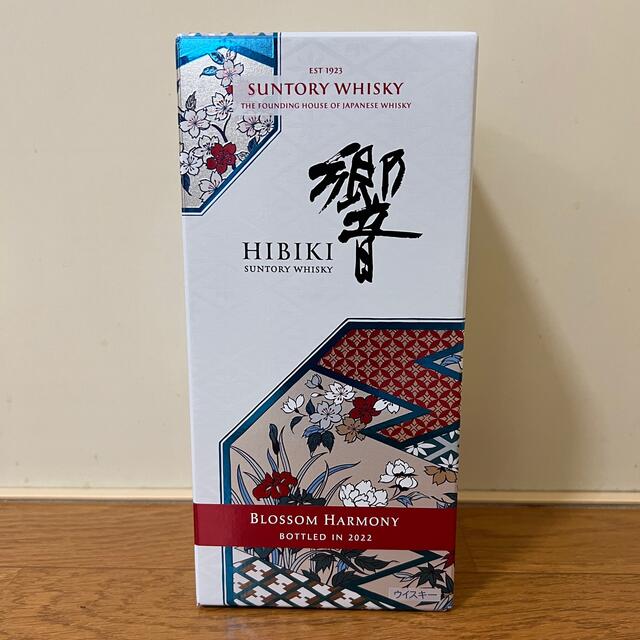 EST 1923
SUNTORY WHISKY
THE FOUNDING HOUSE OF JAPANESE WHISKY
響
HIBIKI
SUNTORY WHISKY
BLOSSOM HARMONY
BOTTLED IN 2022
ウイスキー